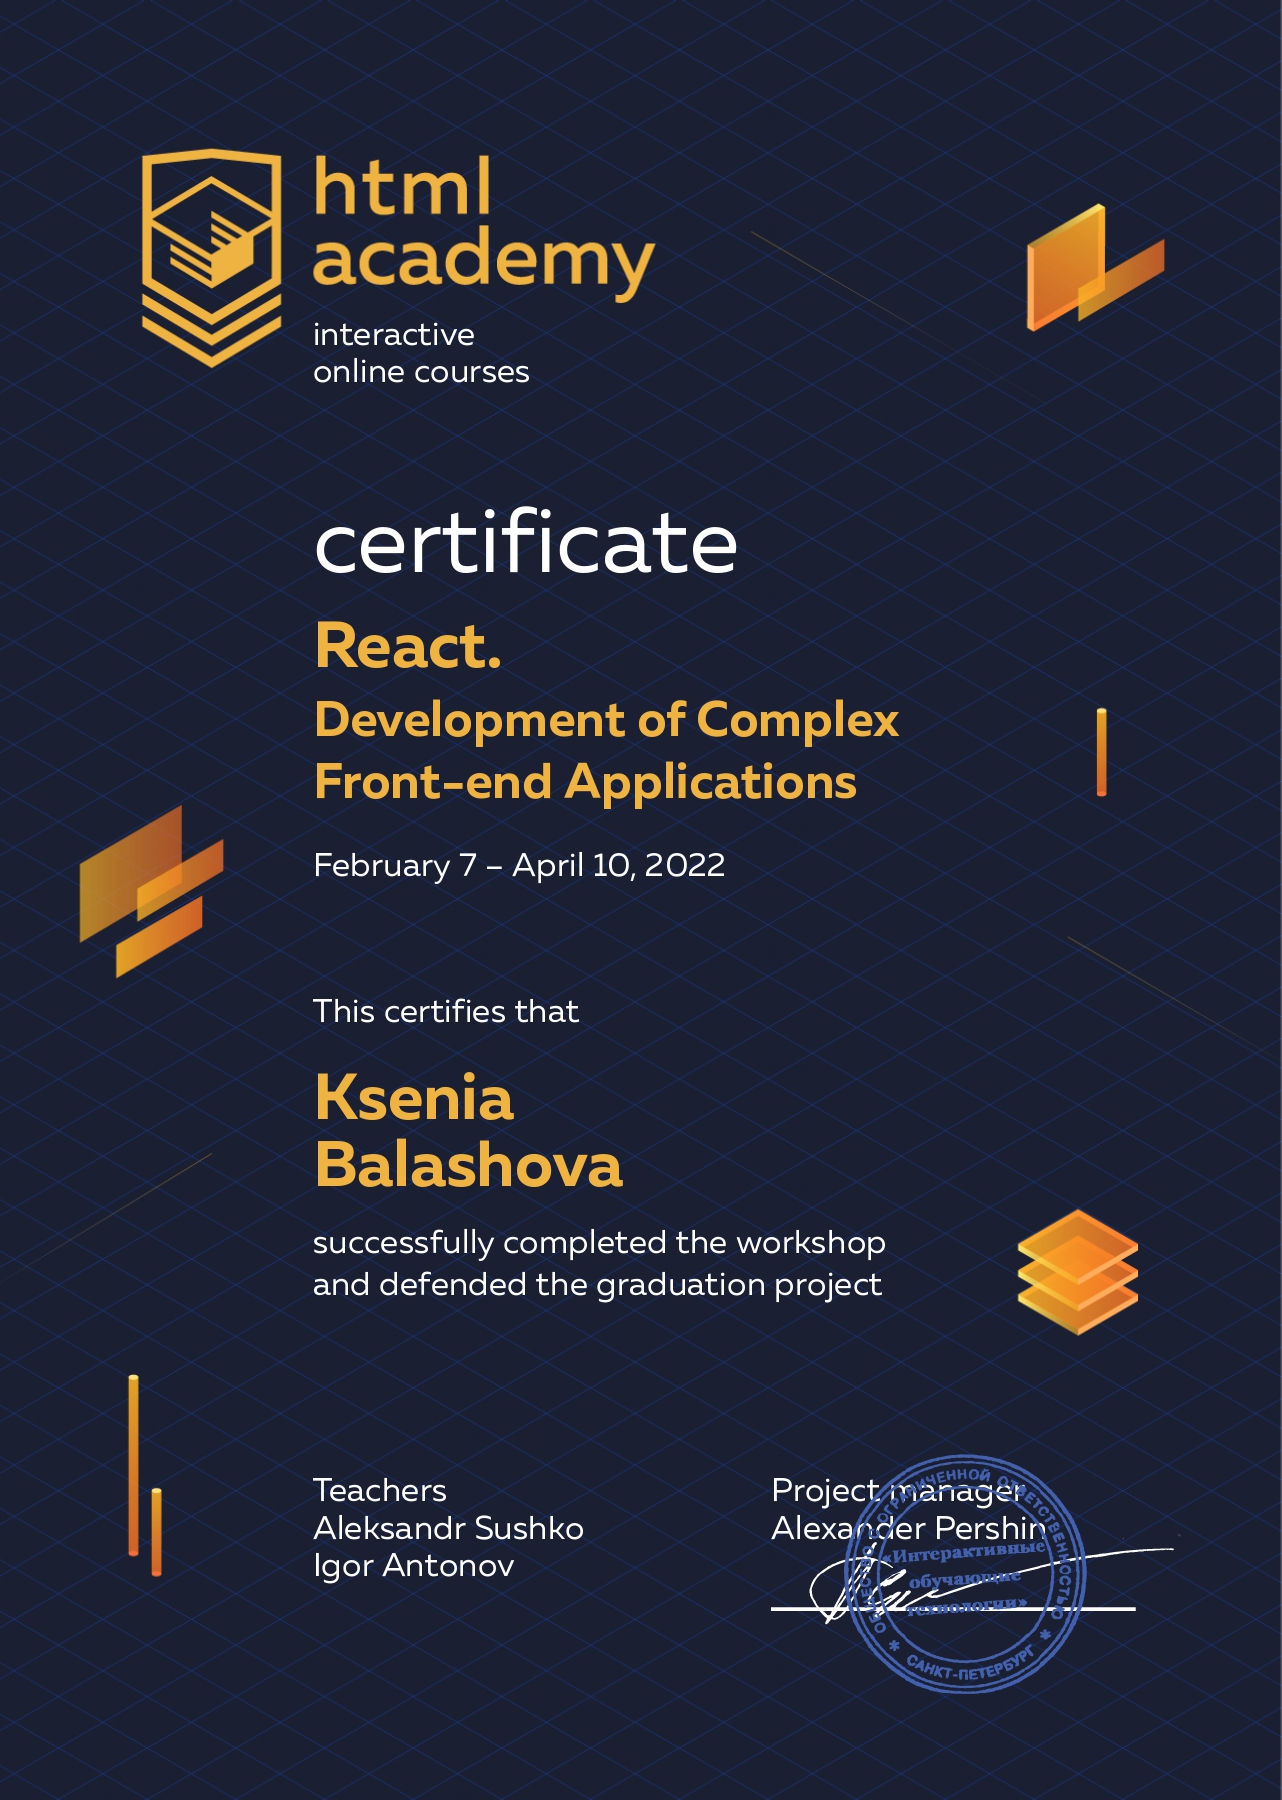 html
academy
interactive
online courses
certificate
React.
Development of Complex
Front-end Applications
February 7 – April 10, 2022
This certifies that
Ksenia
Balashova
successfully completed the workshop
and defended the graduation project
Teachers
Aleksandr Sushko
Igor Antonov
Project manager
Alexander Pershin
ОБЩЕСТВО С ОГРАНИЧЕННОЙ ОТВЕТСТВЕННОСТЬЮ
«Интерактивные
обучающие
технологии»
* САНКТ-ПЕТЕРБУРГ *